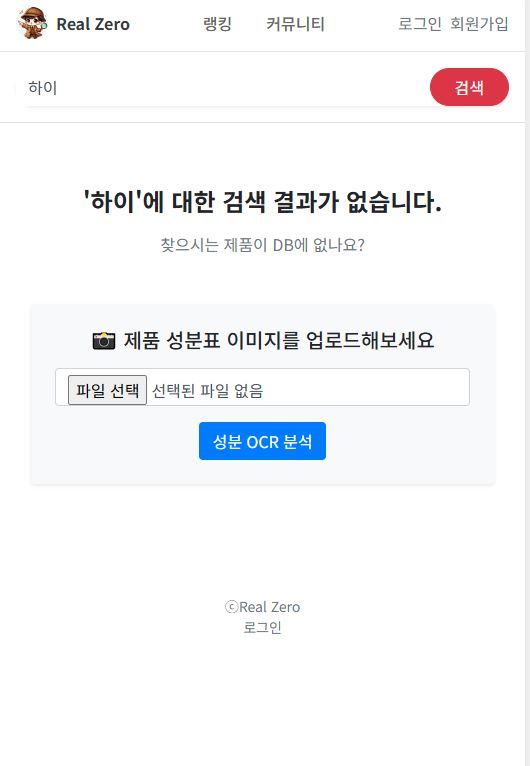 Real Zero 랭킹 커뮤니티 로그인 회원가입
하이 검색
'하이'에 대한 검색 결과가 없습니다.
찾으시는 제품이 DB에 없나요?
📸 제품 성분표 이미지를 업로드해보세요
파일 선택 선택된 파일 없음
성분 OCR 분석
ⓒReal Zero
로그인